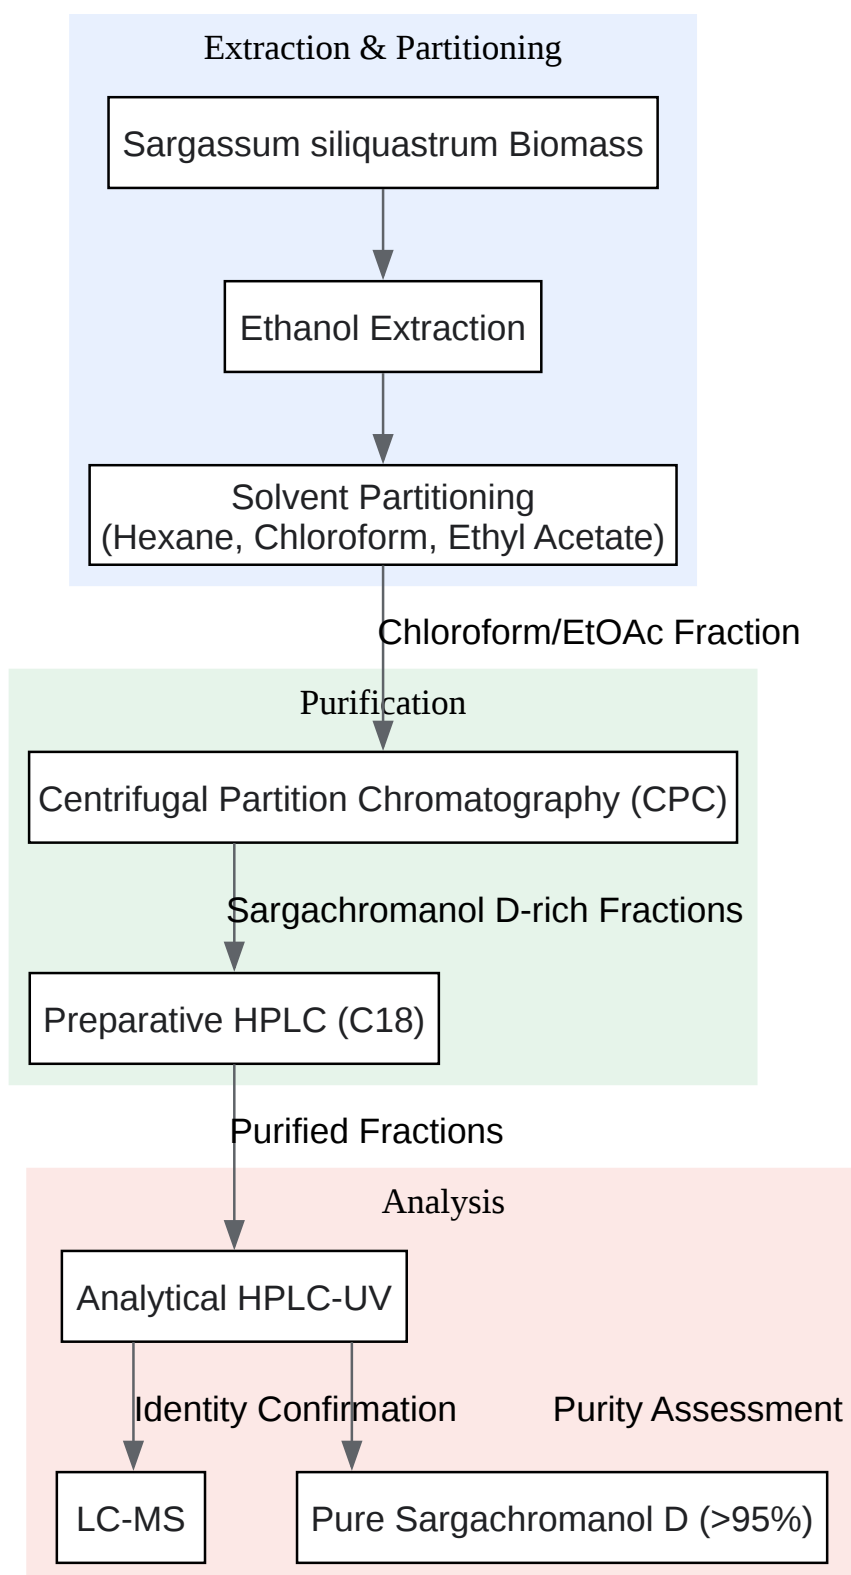 Extraction & Partitioning
Sargassum siliquastrum Biomass
Ethanol Extraction
Solvent Partitioning
(Hexane, Chloroform, Ethyl Acetate)
Chloroform/EtOAc Fraction
Purification
Centrifugal Partition Chromatography (CPC)
Sargachromanol D-rich Fractions
Preparative HPLC (C18)
Purified Fractions
Analysis
Analytical HPLC-UV
Identity Confirmation
Purity Assessment
LC-MS
Pure Sargachromanol D (>95%)